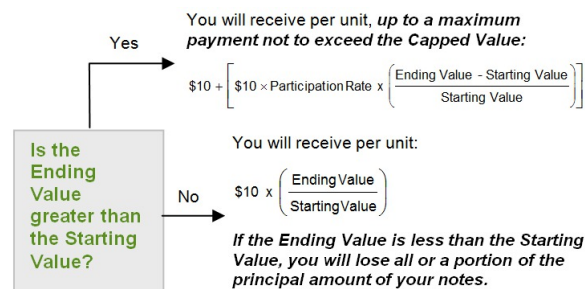 You will receive per unit, up to a maximum
payment not to exceed the Capped Value:
Yes
$10 + [ $10 × Participation Rate x ( Ending Value - Starting Value / Starting Value ) ]
Is the
Ending
Value
greater than
the Starting
Value?
No
You will receive per unit:
$10 x ( Ending Value / Starting Value )
If the Ending Value is less than the Starting
Value, you will lose all or a portion of the
principal amount of your notes.